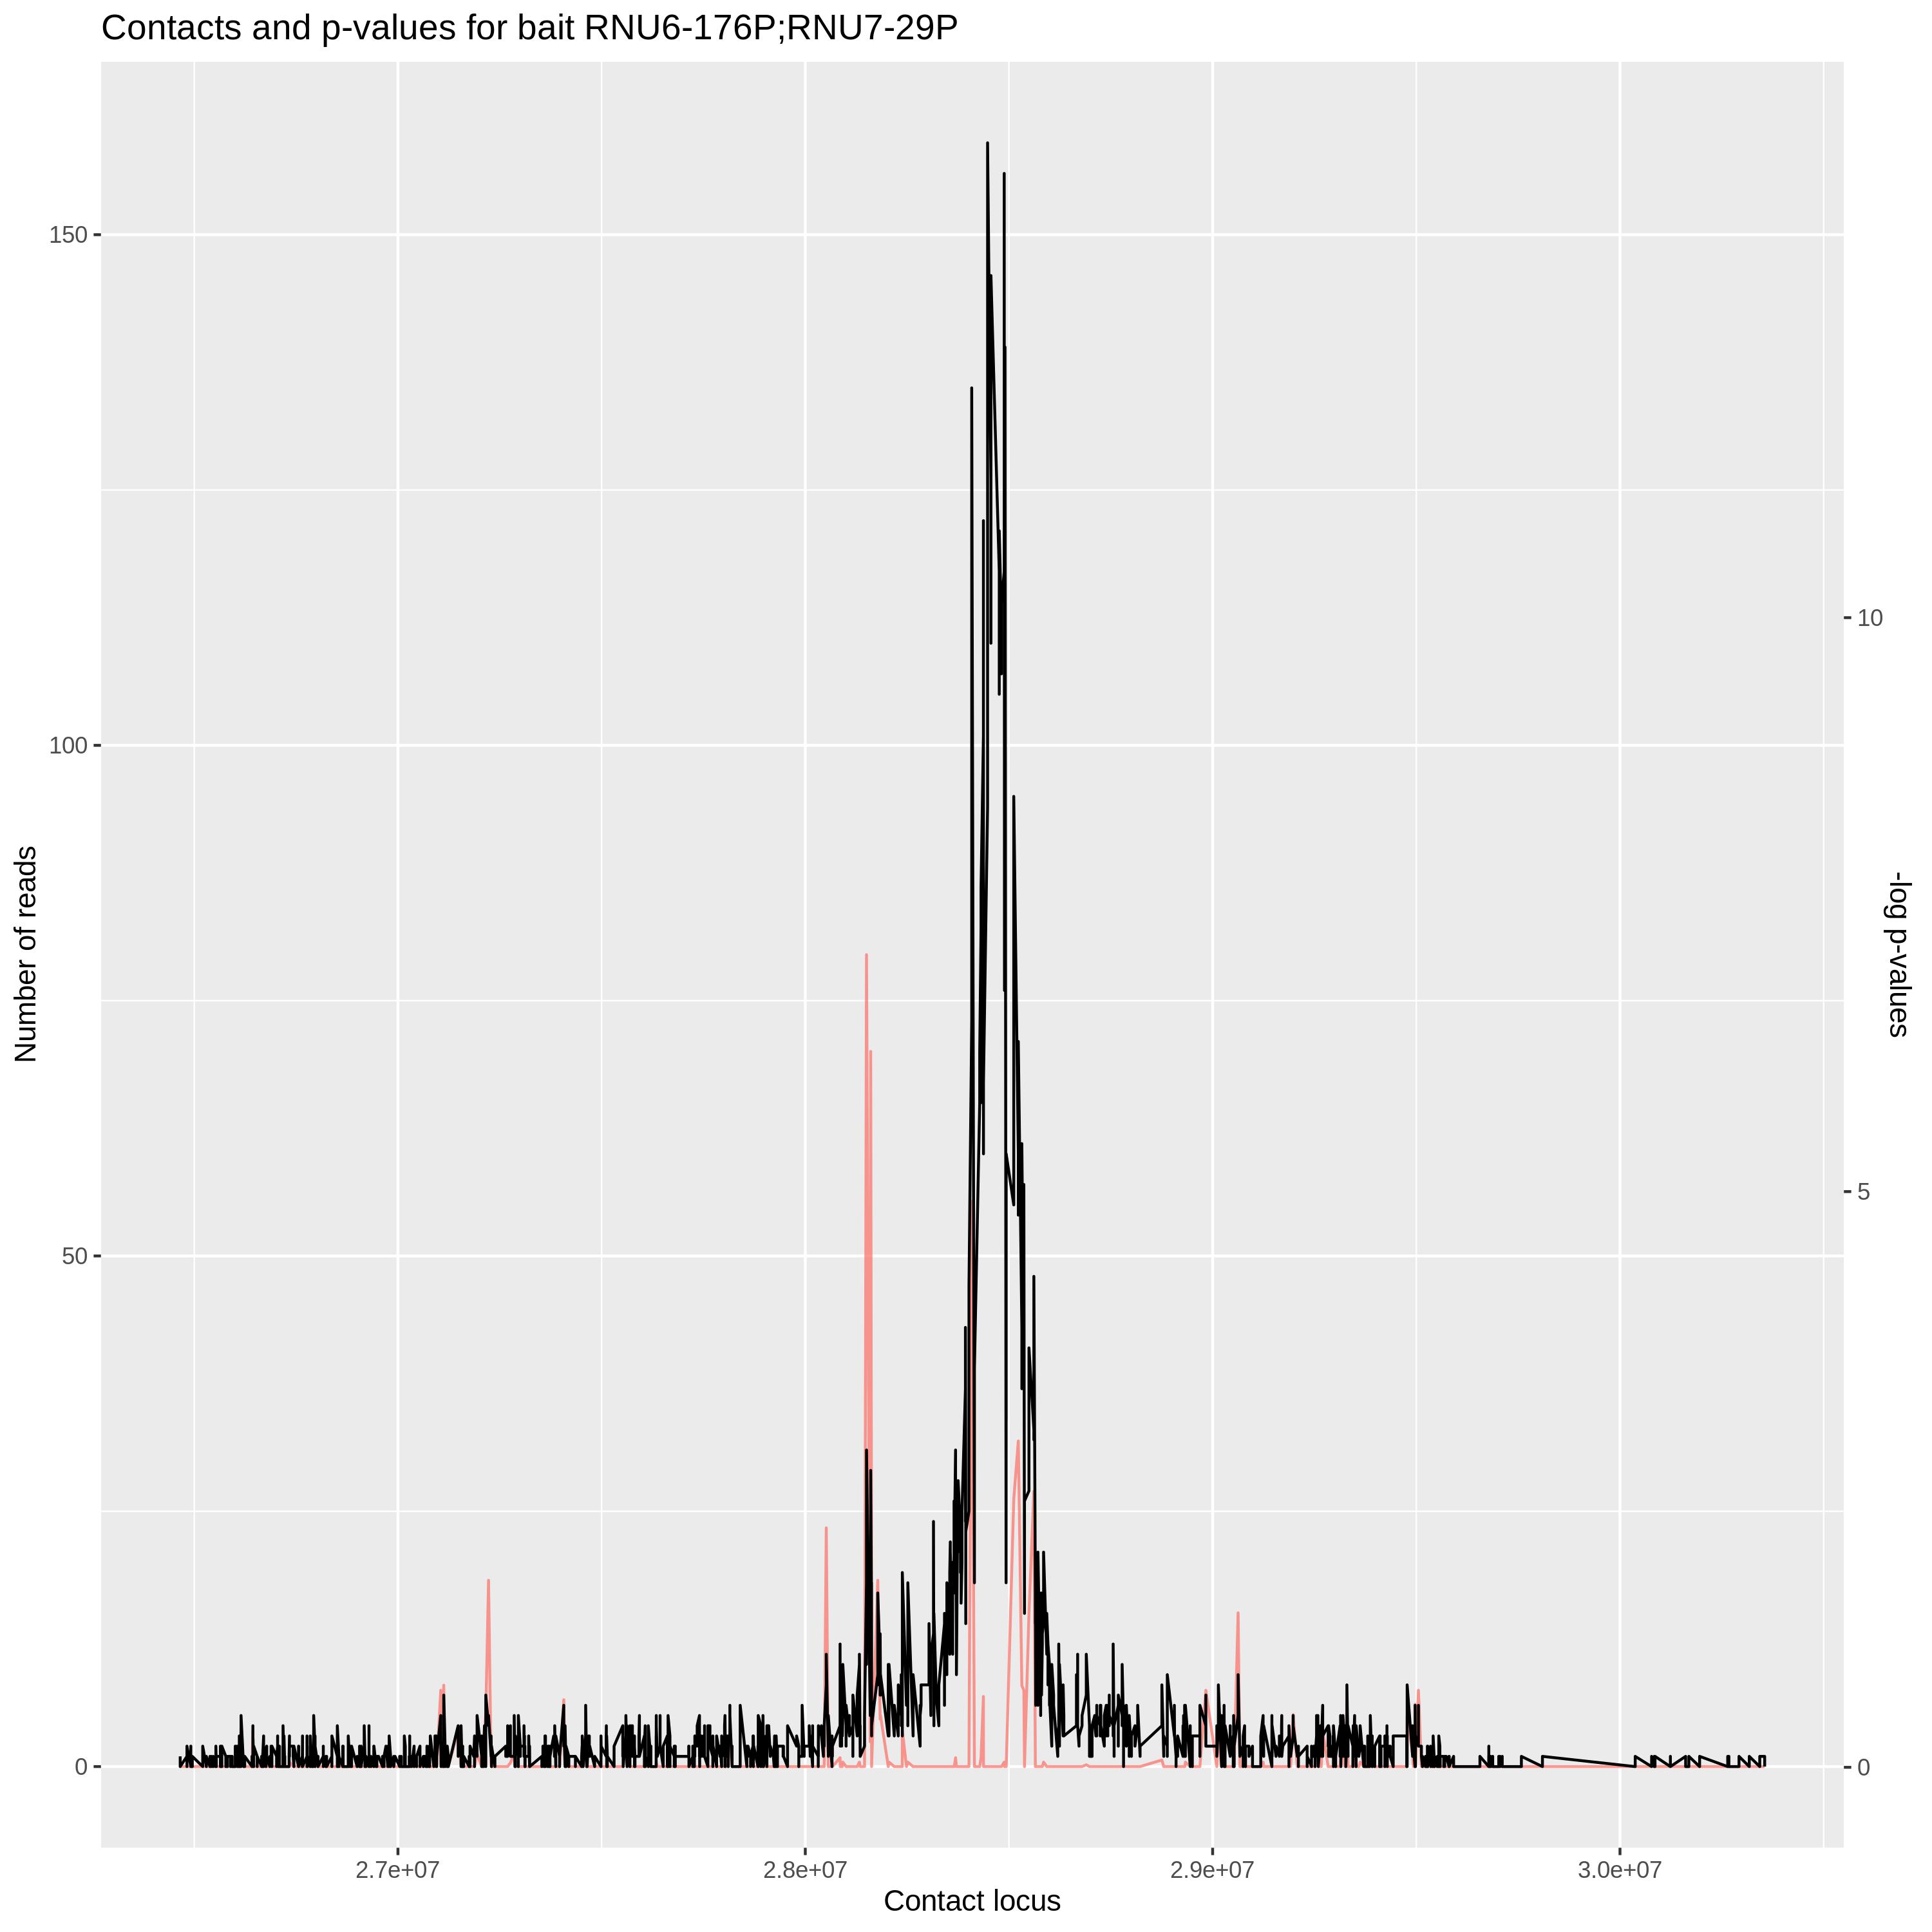 Contacts and p-values for bait RNU6-176P;RNU7-29P
150
100
50
0
Number of reads
10
5
0
-log p-values
2.7e+07
2.8e+07
2.9e+07
3.0e+07
Contact locus